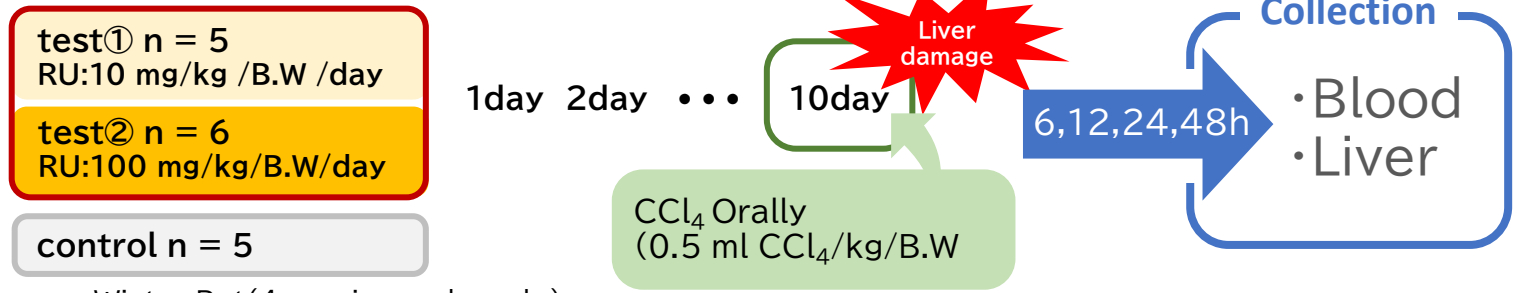 test① n = 5
RU:10 mg/kg /B.W /day
test② n = 6
RU:100 mg/kg/B.W/day
control n = 5
1day 2day ••• 10day
Liver
damage
CCl₄ Orally
(0.5 ml CCl₄/kg/B.W
6,12,24,48h
Collection
・Blood
・Liver